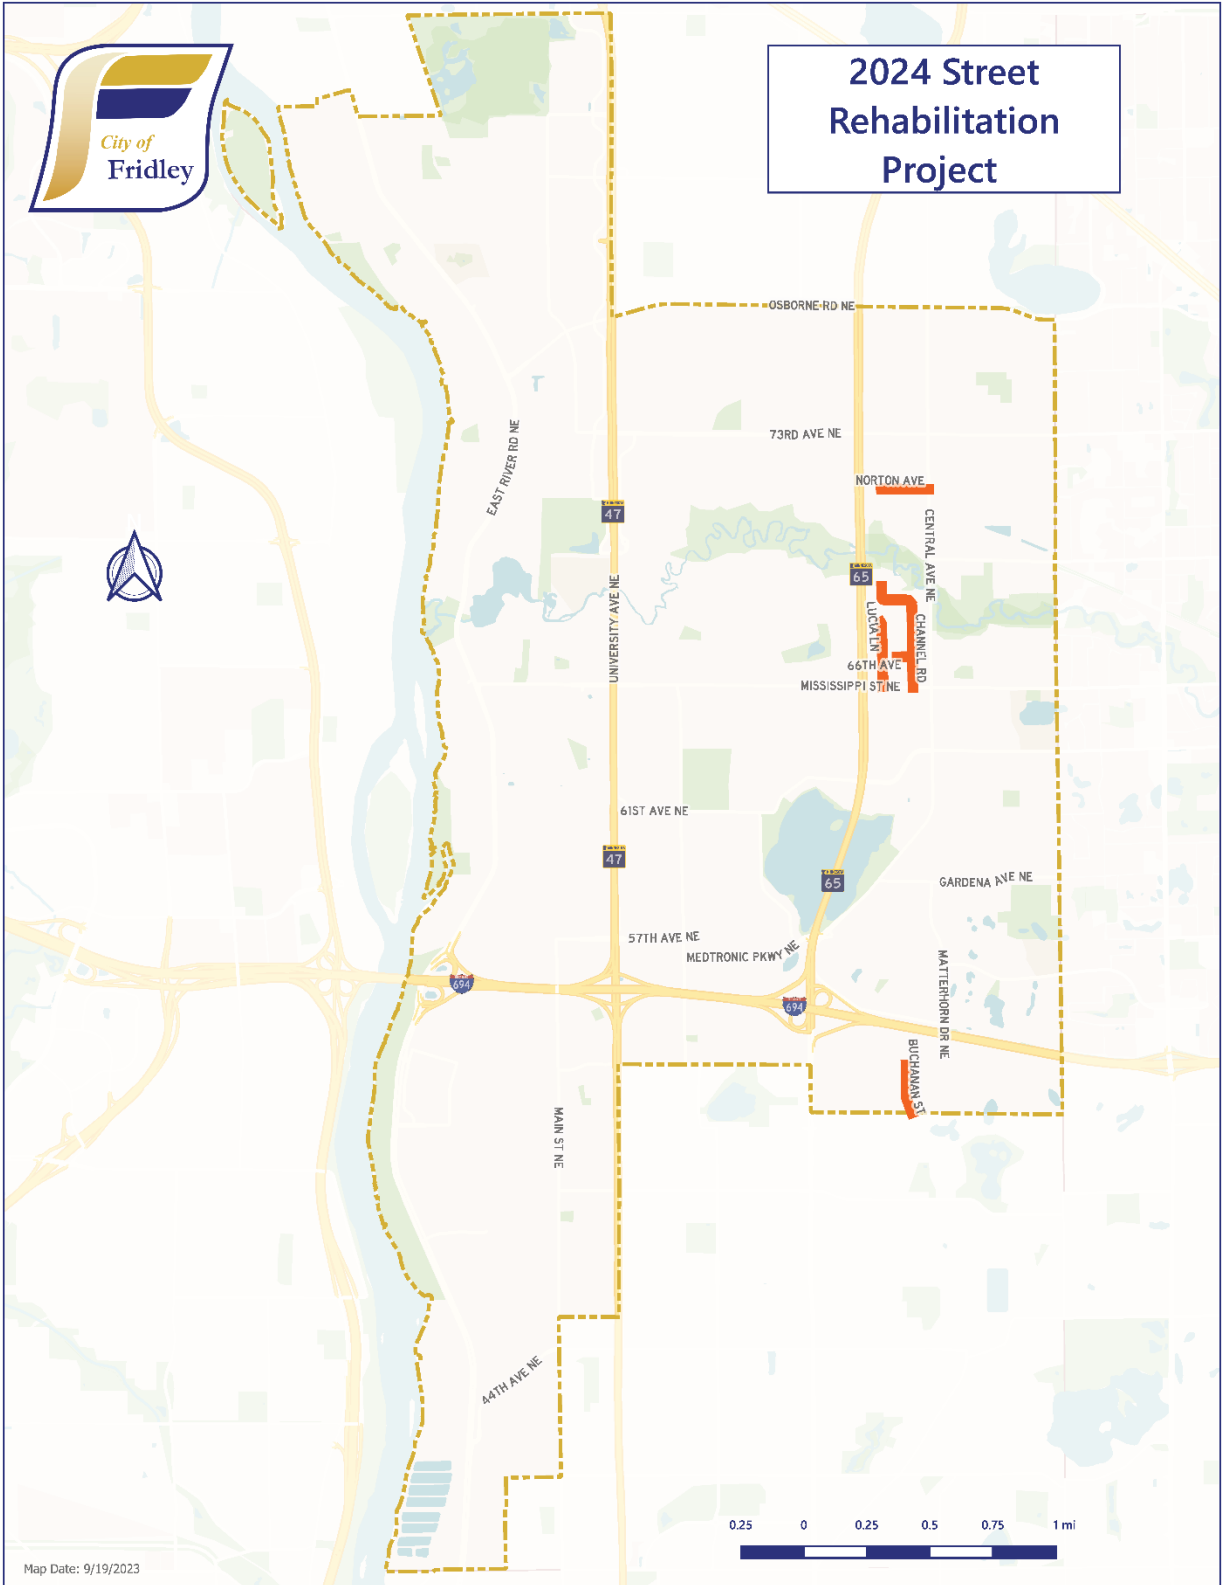 City of
Fridley
2024 Street
Rehabilitation
Project
OSBORNE RD NE
73RD AVE NE
EAST RIVER RD NE
NORTON AVE
47
CENTRAL AVE NE
65
UNIVERSITY AVE NE
LUCIA LN
CHANNEL RD
66TH AVE
MISSISSIPPI ST NE
61ST AVE NE
47
65
GARDENA AVE NE
57TH AVE NE
MEDTRONIC PKWY NE
MATTERHORN DR NE
694
694
BUCHANAN ST
MAIN ST NE
44TH AVE NE
0.25 0 0.25 0.5 0.75 1 mi
Map Date: 9/19/2023